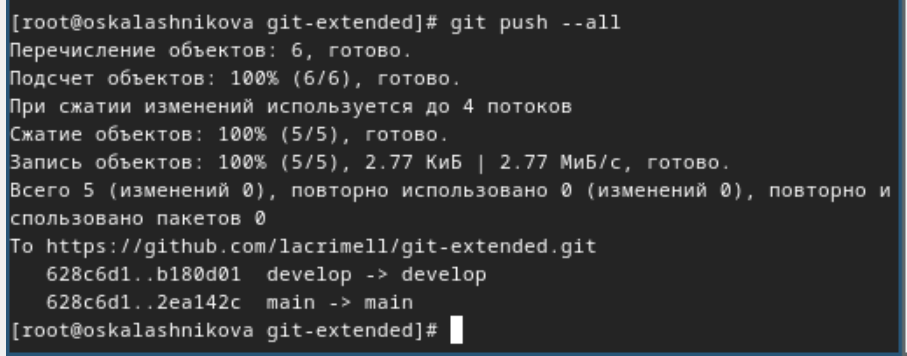 [root@oskalashnikova git-extended]# git push --all
Перечисление объектов: 6, готово.
Подсчет объектов: 100% (6/6), готово.
При сжатии изменений используется до 4 потоков
Сжатие объектов: 100% (5/5), готово.
Запись объектов: 100% (5/5), 2.77 КиБ | 2.77 МиБ/с, готово.
Всего 5 (изменений 0), повторно использовано 0 (изменений 0), повторно и
спользовано пакетов 0
To https://github.com/lacrimell/git-extended.git
   628c6d1..b180d01  develop -> develop
   628c6d1..2ea142c  main -> main
[root@oskalashnikova git-extended]#